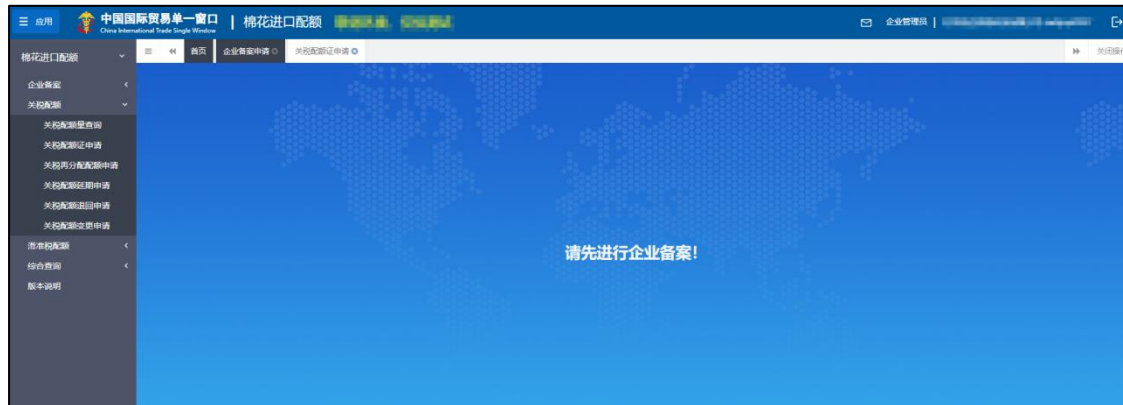 应用
中国国际贸易单一窗口 | 棉花进口配额
China International Trade Single Window
企业管理员 |
棉花进口配额
首页
企业备案申请
关税配额证申请
关闭操作
企业备案
关税配额
关税配额量查询
关税配额证申请
关税再分配配额申请
关税配额延期申请
关税配额退回申请
关税配额变更申请
滑准税配额
综合查询
版本说明
请先进行企业备案！